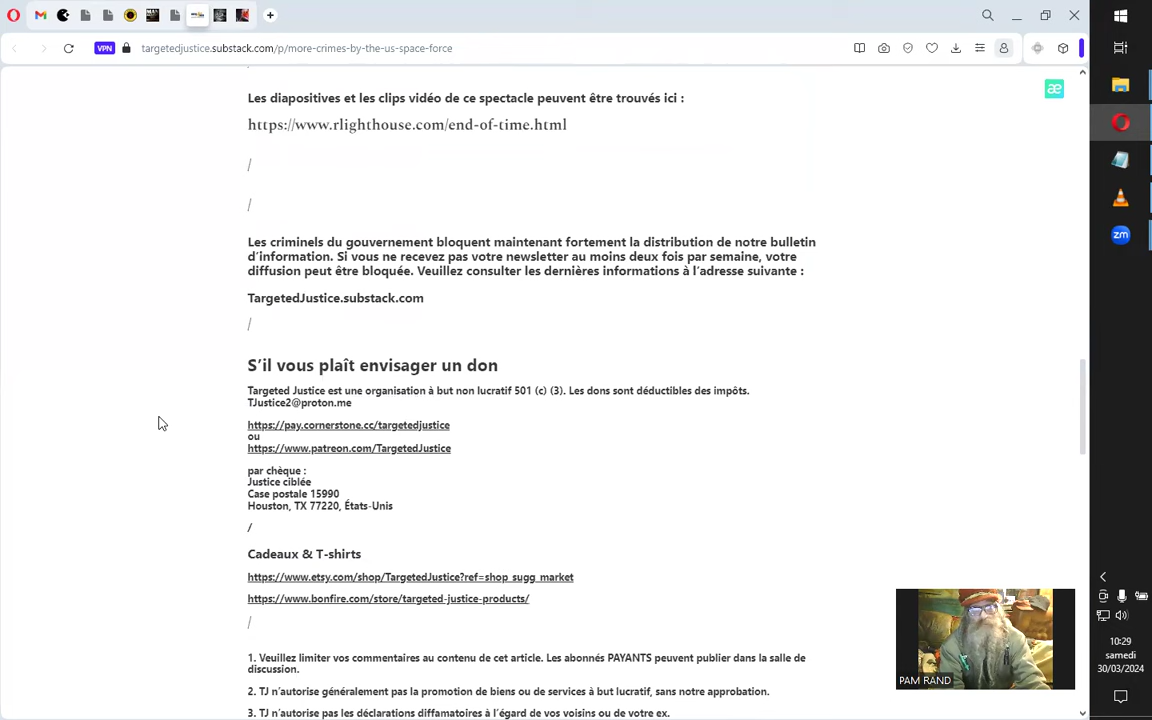 VPN
targetedjustice.substack.com/p/more-crimes-by-the-us-space-force
æ
Les diapositives et les clips vidéo de ce spectacle peuvent être trouvés ici :
https://www.rlighthouse.com/end-of-time.html
/
/
Les criminels du gouvernement bloquent maintenant fortement la distribution de notre bulletin
d’information. Si vous ne recevez pas votre newsletter au moins deux fois par semaine, votre
diffusion peut être bloquée. Veuillez consulter les dernières informations à l’adresse suivante :
TargetedJustice.substack.com
/
S’il vous plaît envisager un don
Targeted Justice est une organisation à but non lucratif 501 (c) (3). Les dons sont déductibles des impôts.
TJustice2@proton.me
https://pay.cornerstone.cc/targetedjustice
ou
https://www.patreon.com/TargetedJustice
par chèque :
Justice ciblée
Case postale 15990
Houston, TX 77220, États-Unis
/
Cadeaux & T-shirts
https://www.etsy.com/shop/TargetedJustice?ref=shop_sugg_market
https://www.bonfire.com/store/targeted-justice-products/
/
1. Veuillez limiter vos commentaires au contenu de cet article. Les abonnés PAYANTS peuvent publier dans la salle de
discussion.
2. TJ n’autorise généralement pas la promotion de biens ou de services à but lucratif, sans notre approbation.
3. TJ n’autorise pas les déclarations diffamatoires à l’égard de vos voisins ou de votre ex.
PAM RAND
zm
10:29
samedi
30/03/2024